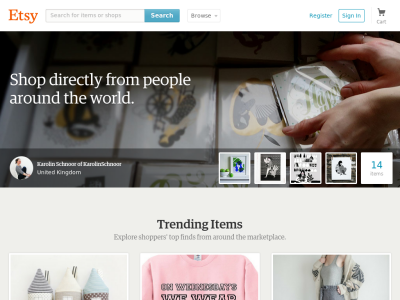 Etsy
Search for items or shops
Search
Browse
Register
Sign In
Cart
Shop directly from people
around the world.
Karolin Schnoor of KarolinSchnoor
United Kingdom
14
Items
Trending Items
Explore shoppers' top finds from around the marketplace.
ON WEDNESDAY'S
WE WEAR